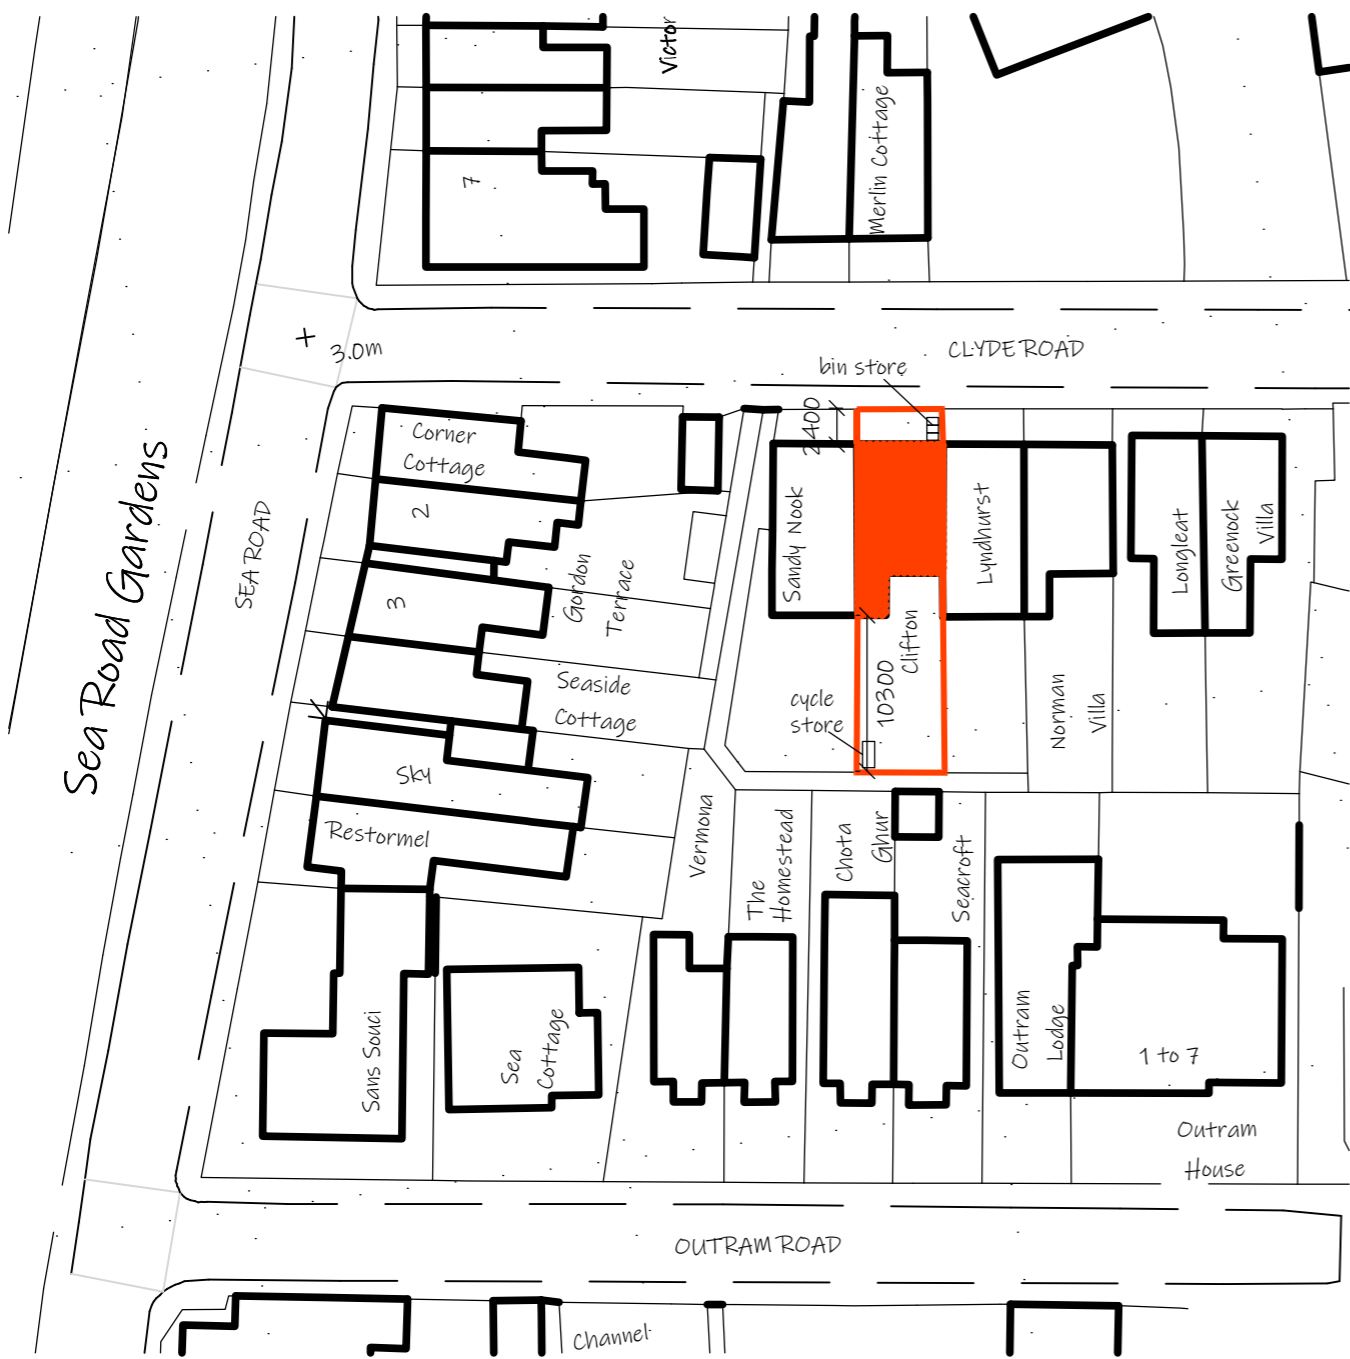 Victor
7
Merlin Cottage
3.0m
CLYDE ROAD
bin store
2400
Corner
Cottage
2
3
Gordon
Terrace
Seaside
Cottage
Sky
Restormel
Sea Road Gardens
SEA ROAD
Sandy Nook
Lyndhurst
Clifton
10300
cycle
store
Longleat
Greenock
Villa
Norman
Villa
Vermona
The
Homestead
Chota
Ghur
Seacroft
Sans Souci
Sea
Cottage
Outram
Lodge
1 to 7
Outram
House
OUTRAM ROAD
Channel